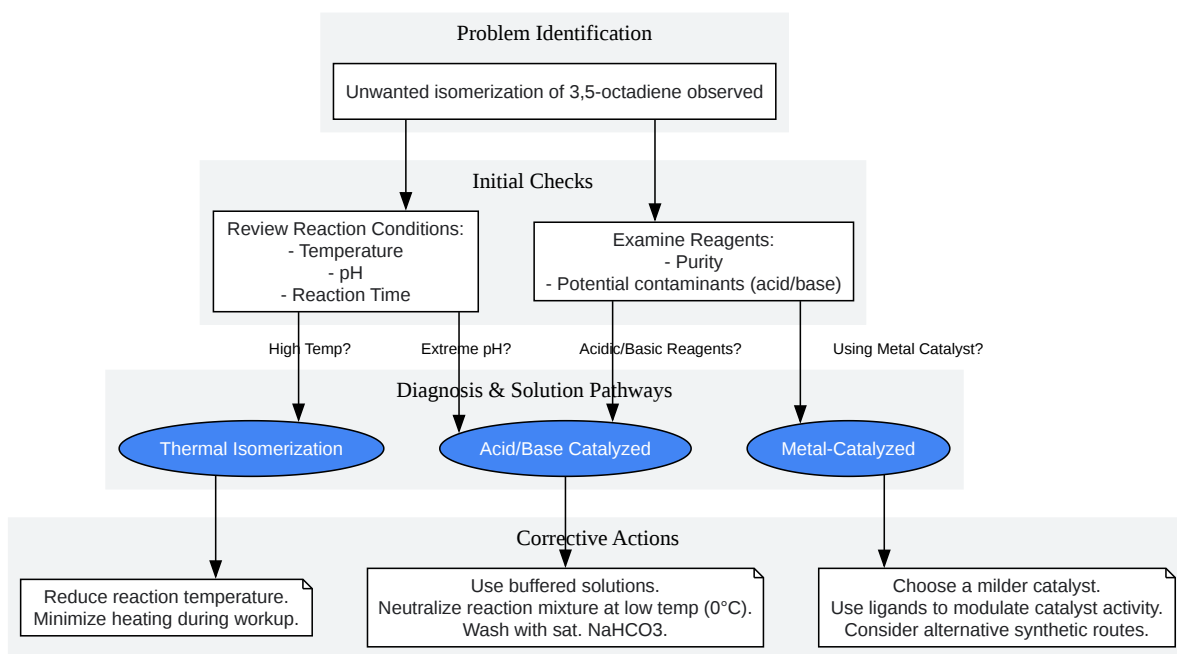 Problem Identification
Unwanted isomerization of 3,5-octadiene observed
Initial Checks
Review Reaction Conditions:
- Temperature
- pH
- Reaction Time
Examine Reagents:
- Purity
- Potential contaminants (acid/base)
High Temp?
Extreme pH?
Acidic/Basic Reagents?
Using Metal Catalyst?
Diagnosis & Solution Pathways
Thermal Isomerization
Acid/Base Catalyzed
Metal-Catalyzed
Corrective Actions
Reduce reaction temperature.
Minimize heating during workup.
Use buffered solutions.
Neutralize reaction mixture at low temp (0°C).
Wash with sat. NaHCO3.
Choose a milder catalyst.
Use ligands to modulate catalyst activity.
Consider alternative synthetic routes.